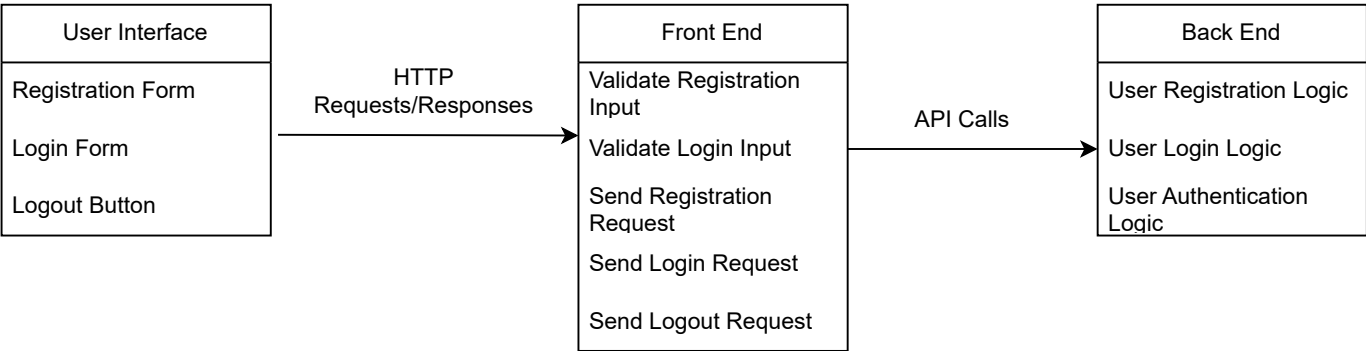 User Interface
Registration Form
Login Form
Logout Button
HTTP
Requests/Responses
Front End
Validate Registration
Input
Validate Login Input
Send Registration
Request
Send Login Request
Send Logout Request
API Calls
Back End
User Registration Logic
User Login Logic
User Authentication
Logic